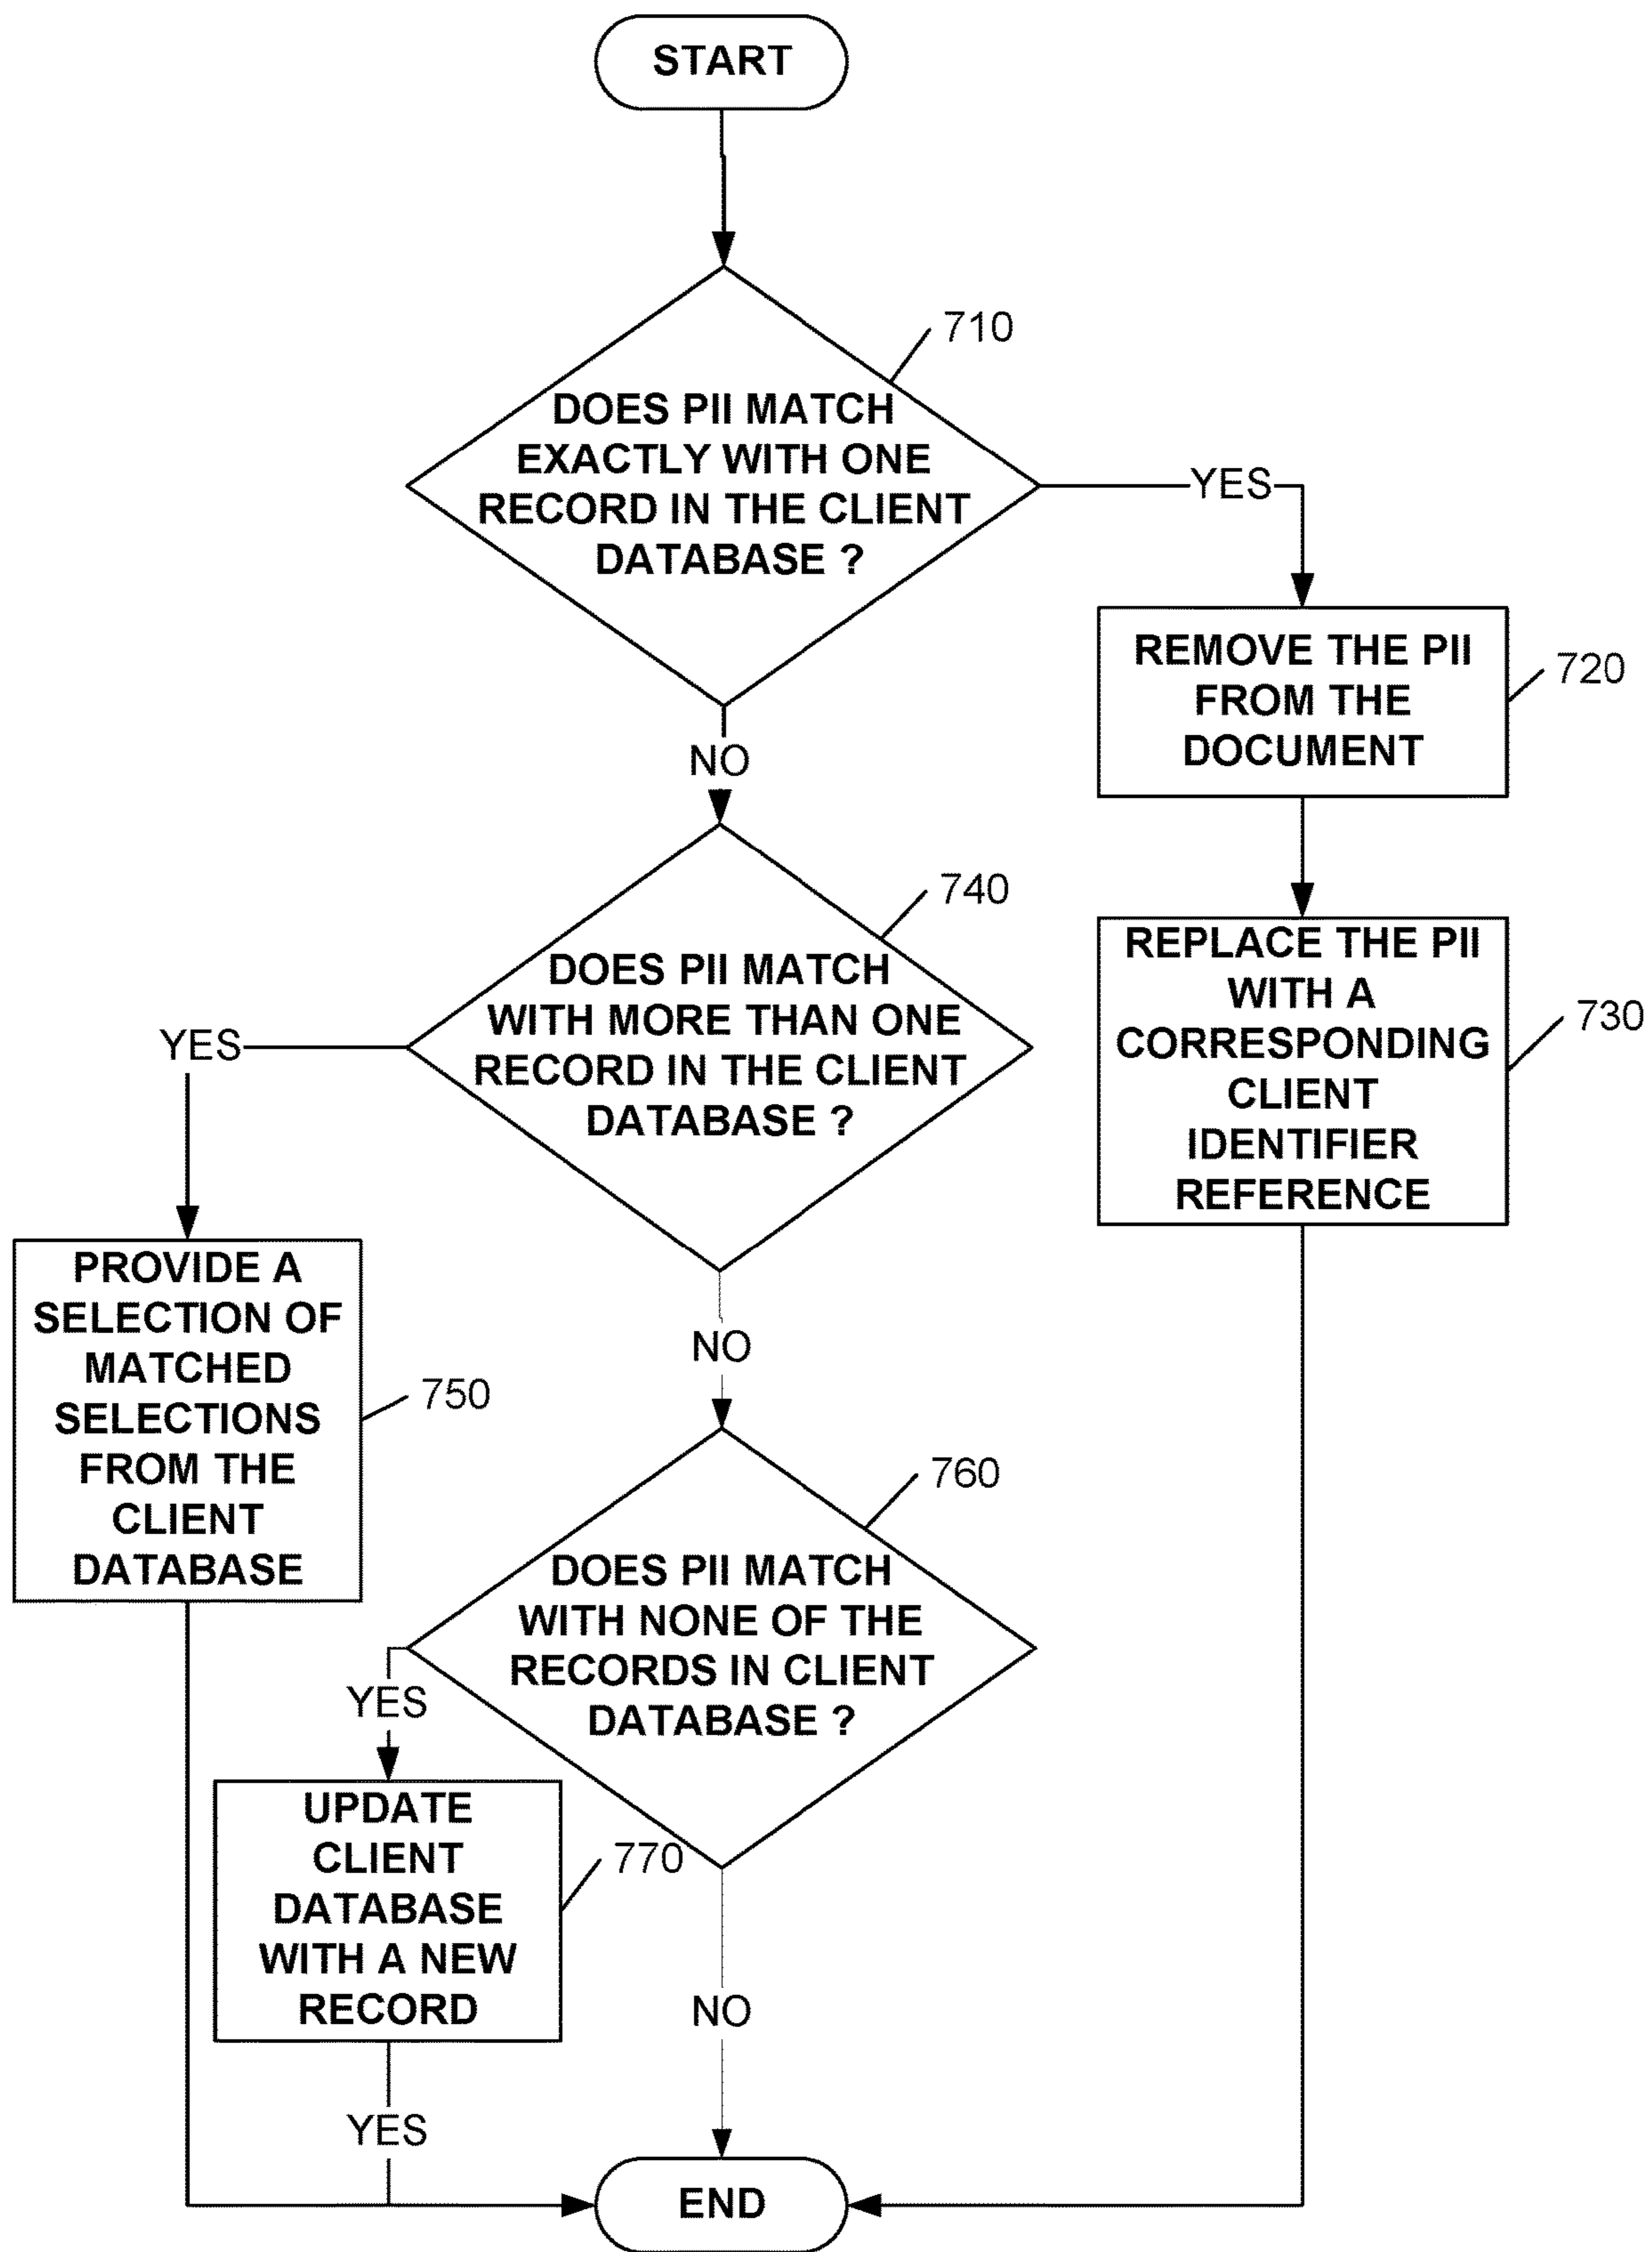 START
710
DOES PII MATCH
EXACTLY WITH ONE
RECORD IN THE CLIENT
DATABASE ?
YES
720
REMOVE THE PII
FROM THE
DOCUMENT
NO
740
DOES PII MATCH
WITH MORE THAN ONE
RECORD IN THE CLIENT
DATABASE ?
730
REPLACE THE PII
WITH A
CORRESPONDING
CLIENT
IDENTIFIER
REFERENCE
YES
PROVIDE A
SELECTION OF
MATCHED
SELECTIONS
FROM THE
CLIENT
DATABASE
750
NO
760
DOES PII MATCH
WITH NONE OF THE
RECORDS IN CLIENT
DATABASE ?
YES
UPDATE
CLIENT
DATABASE
WITH A NEW
RECORD
770
NO
YES
END